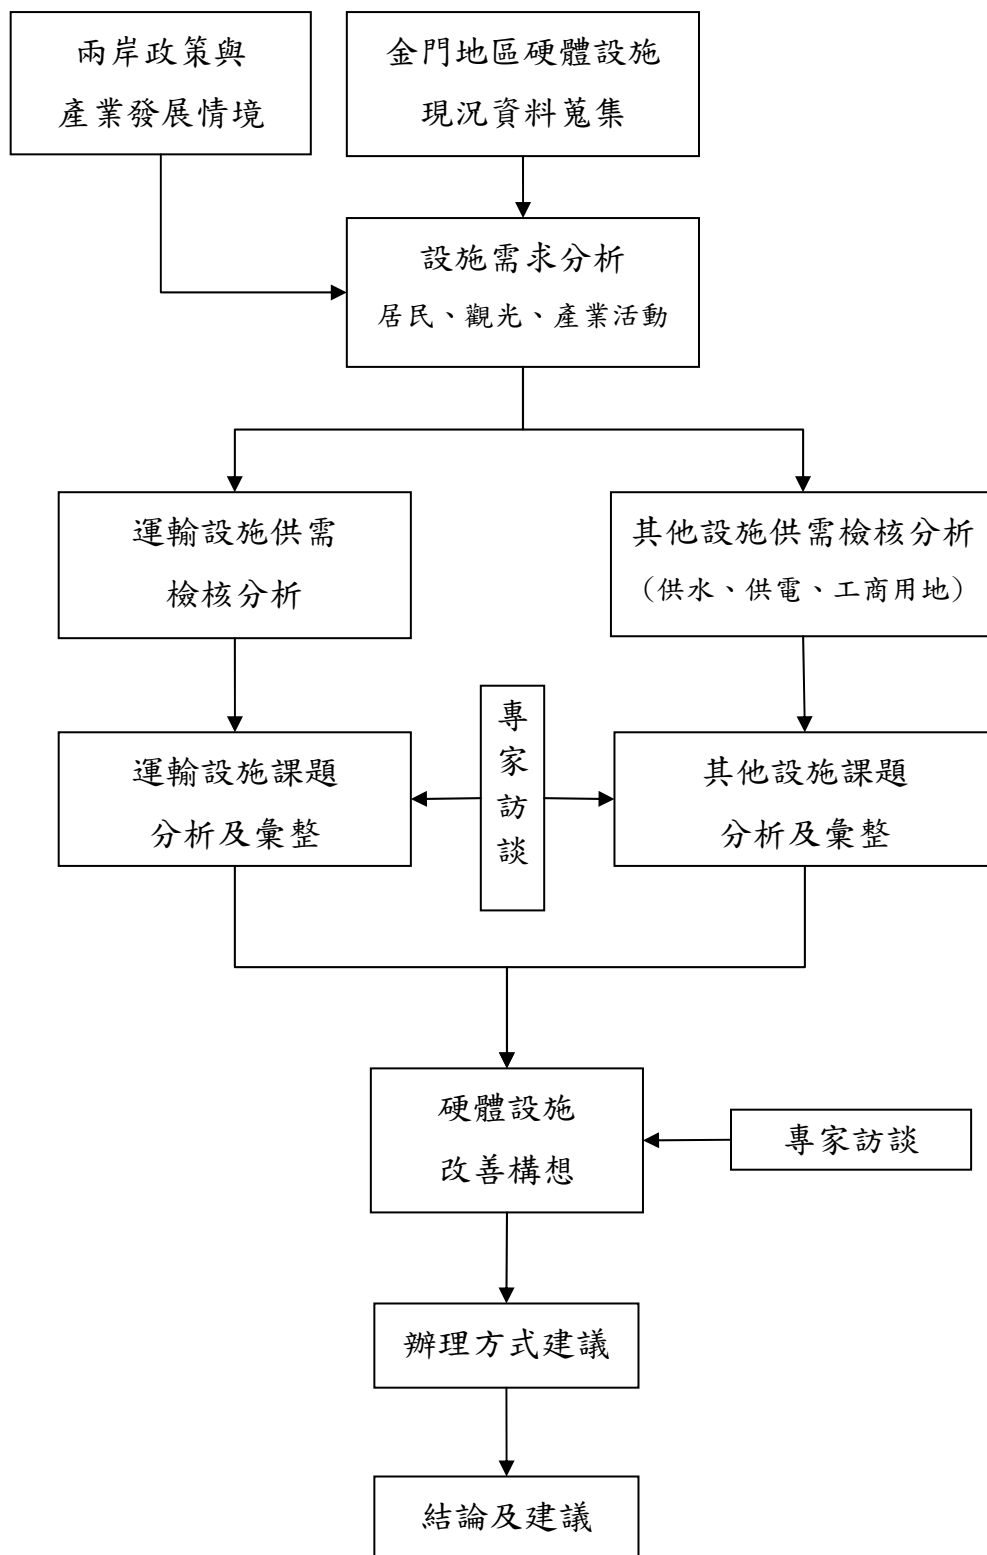 兩岸政策與
產業發展情境
金門地區硬體設施
現況資料蒐集
設施需求分析
居民、觀光、產業活動
運輸設施供需
檢核分析
其他設施供需檢核分析
（供水、供電、工商用地）
專家訪談
運輸設施課題
分析及彙整
其他設施課題
分析及彙整
硬體設施
改善構想
專家訪談
辦理方式建議
結論及建議